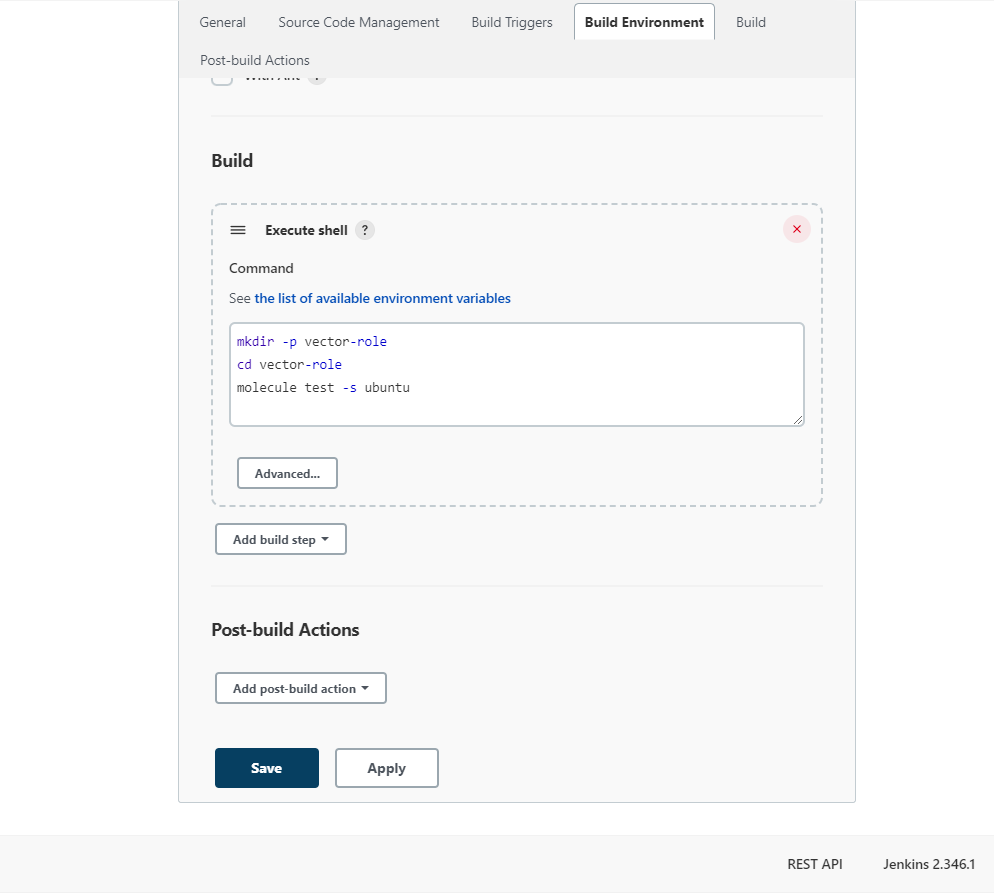 General Source Code Management Build Triggers Build Environment Build
Post-build Actions
With Ant ?
Build
Execute shell ?
Command
See the list of available environment variables
mkdir -p vector-role
cd vector-role
molecule test -s ubuntu
Advanced...
Add build step
Post-build Actions
Add post-build action
Save Apply
REST API Jenkins 2.346.1